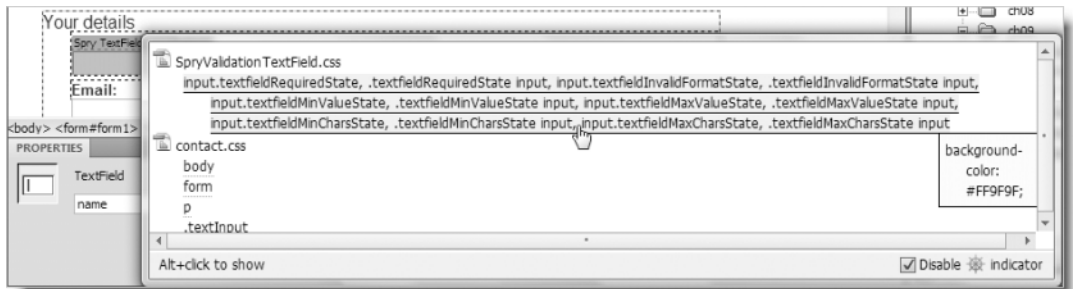 Your details
ch08
ch09
Spry TextField
SpryValidationTextField.css
input.textfieldRequiredState, .textfieldRequiredState input, input.textfieldInvalidFormatState, .textfieldInvalidFormatState input,
input.textfieldMinValueState, .textfieldMinValueState input, input.textfieldMaxValueState, .textfieldMaxValueState input,
input.textfieldMinCharsState, .textfieldMinCharsState input, input.textfieldMaxCharsState, .textfieldMaxCharsState input
Email:
<body> <form#form1>
PROPERTIES
TextField
name
contact.css
body
form
p
.textInput
background-
color:
#FF9F9F;
Alt+click to show
Disable indicator